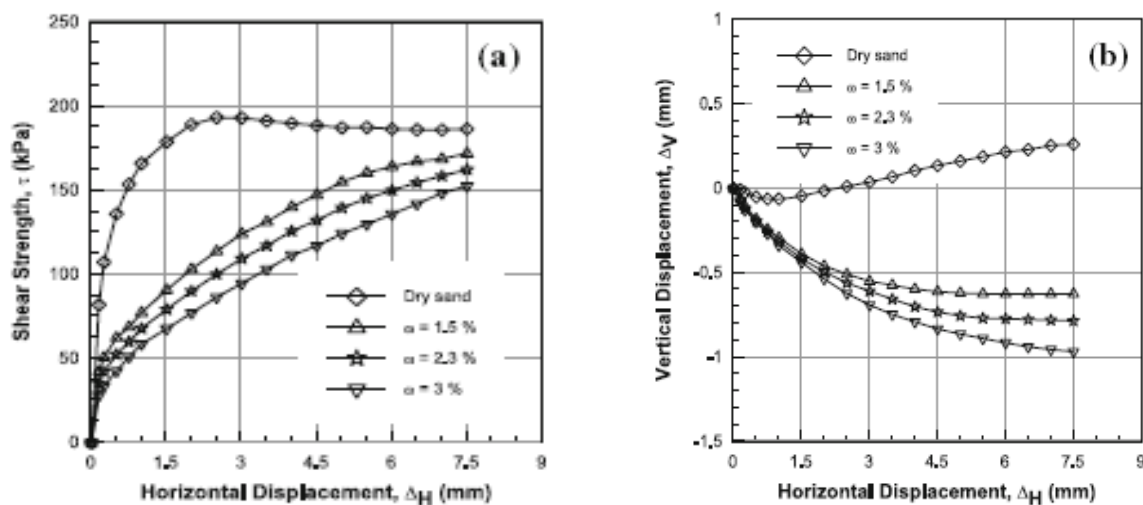 (a)
Shear Strength, τ (kPa)
250
200
150
100
50
0
Dry sand
ω = 1.5 %
ω = 2.3 %
ω = 3 %
0 1.5 3 4.5 6 7.5 9
Horizontal Displacement, ΔH (mm)
(b)
Vertical Displacement, ΔV (mm)
1
0.5
0
-0.5
-1
-1.5
Dry sand
ω = 1.5 %
ω = 2.3 %
ω = 3 %
0 1.5 3 4.5 6 7.5 9
Horizontal Displacement, ΔH (mm)